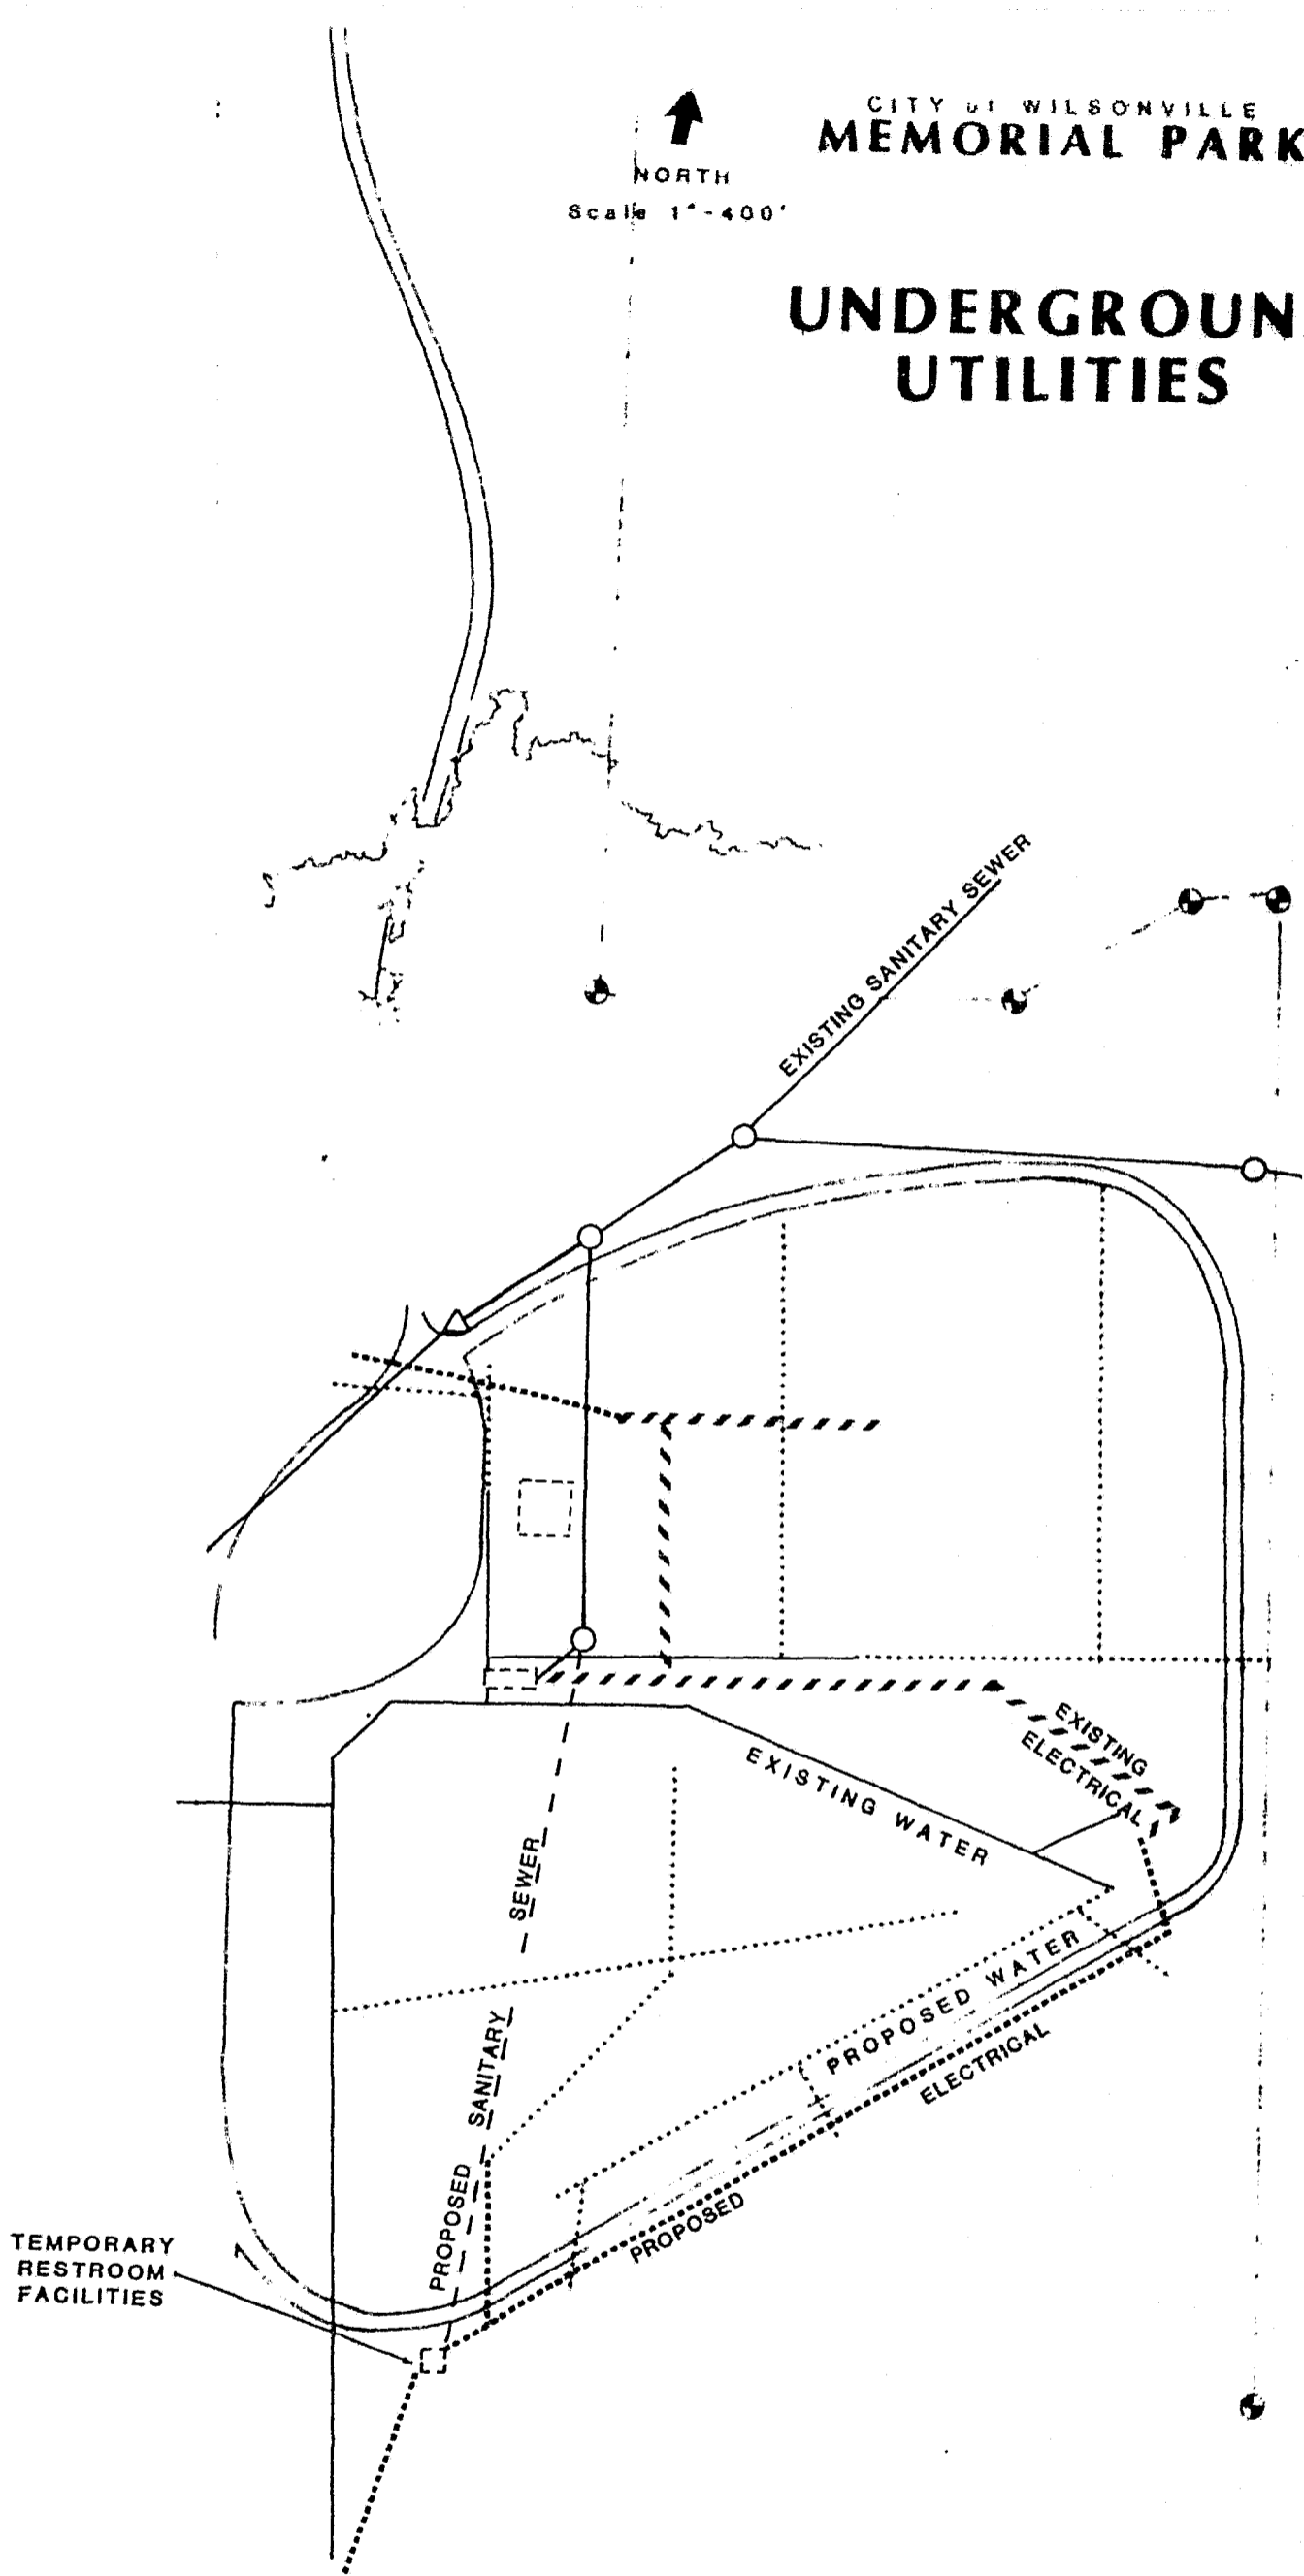 CITY of WILSONVILLE
MEMORIAL PARK
NORTH
Scale 1"-400'
UNDERGROUN
UTILITIES
EXISTING SANITARY SEWER
EXISTING
ELECTRICAL
EXISTING WATER
PROPOSED SANITARY SEWER
PROPOSED WATER
PROPOSED ELECTRICAL
TEMPORARY
RESTROOM
FACILITIES